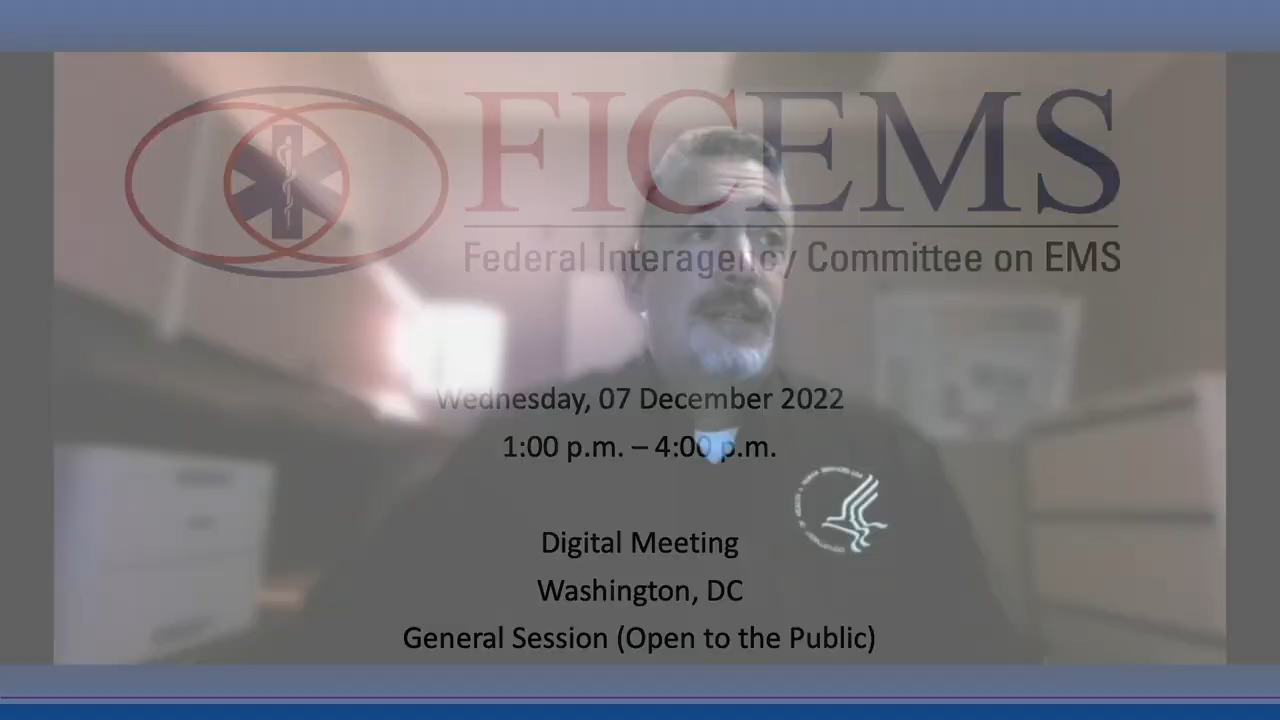 FICEMS
Federal Interagency Committee on EMS
Wednesday, 07 December 2022
1:00 p.m. – 4:00 p.m.
Digital Meeting
Washington, DC
General Session (Open to the Public)